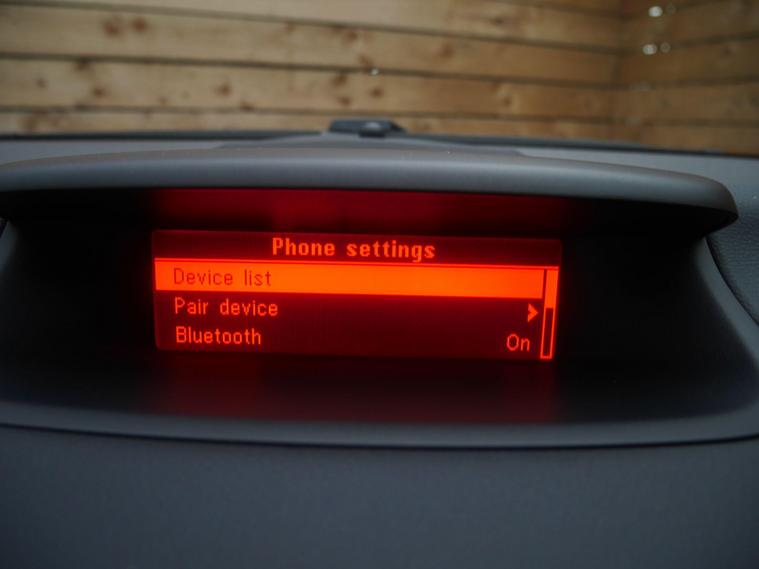 Phone settings
Device list
Pair device
Bluetooth On